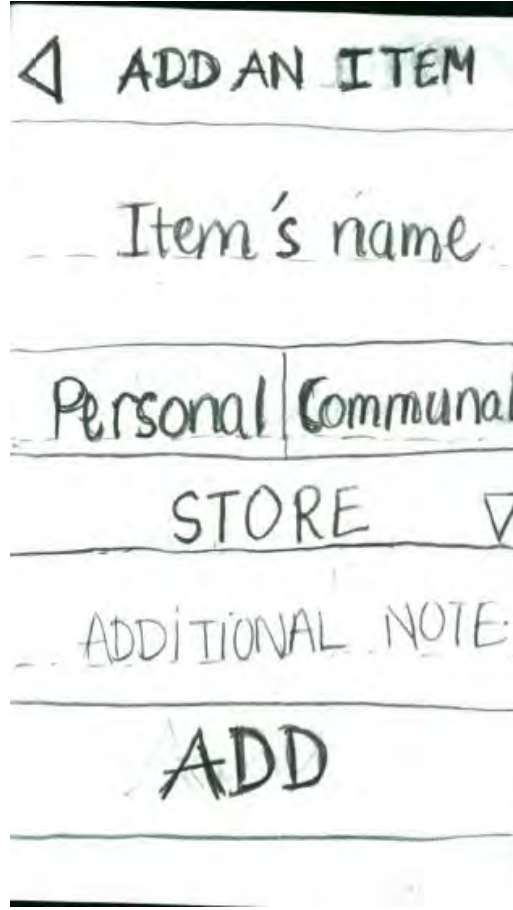 ADD AN ITEM
Item's name
Personal Communal
STORE
ADDITIONAL NOTE
ADD